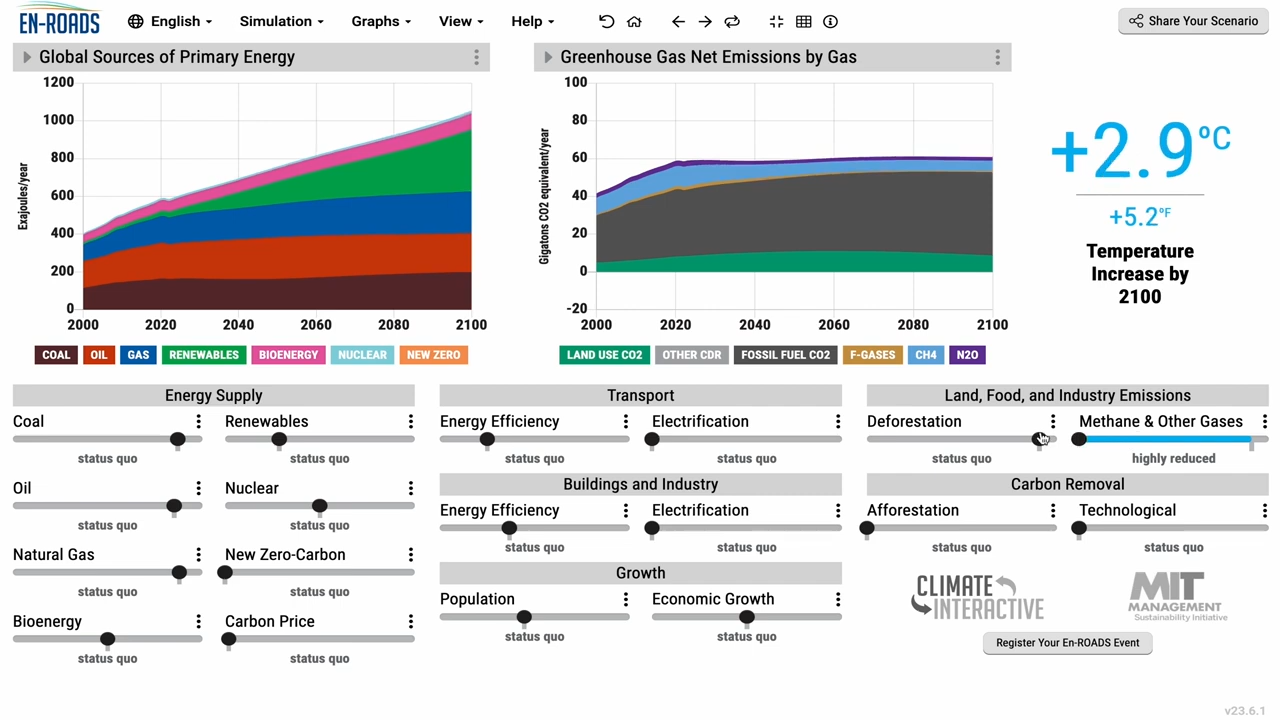 EN-ROADS
English
Simulation
Graphs
View
Help
Share Your Scenario
Global Sources of Primary Energy
1200
1000
800
600
400
200
0
Exajoules/year
2000 2020 2040 2060 2080 2100
COAL OIL GAS RENEWABLES BIOENERGY NUCLEAR NEW ZERO
Greenhouse Gas Net Emissions by Gas
100
80
60
40
20
0
-20
Gigatons CO2 equivalent/year
2000 2020 2040 2060 2080 2100
LAND USE CO2 OTHER CDR FOSSIL FUEL CO2 F-GASES CH4 N2O
+2.9ºC
+5.2ºF
Temperature
Increase by
2100
Energy Supply
Coal
status quo
Renewables
status quo
Oil
status quo
Nuclear
status quo
Natural Gas
status quo
New Zero-Carbon
status quo
Bioenergy
status quo
Carbon Price
status quo
Transport
Energy Efficiency
status quo
Electrification
status quo
Buildings and Industry
Energy Efficiency
status quo
Electrification
status quo
Growth
Population
status quo
Economic Growth
status quo
Land, Food, and Industry Emissions
Deforestation
status quo
Methane & Other Gases
highly reduced
Carbon Removal
Afforestation
status quo
Technological
status quo
CLIMATE
INTERACTIVE
MIT
MANAGEMENT
Sustainability Initiative
Register Your En-ROADS Event
v23.6.1